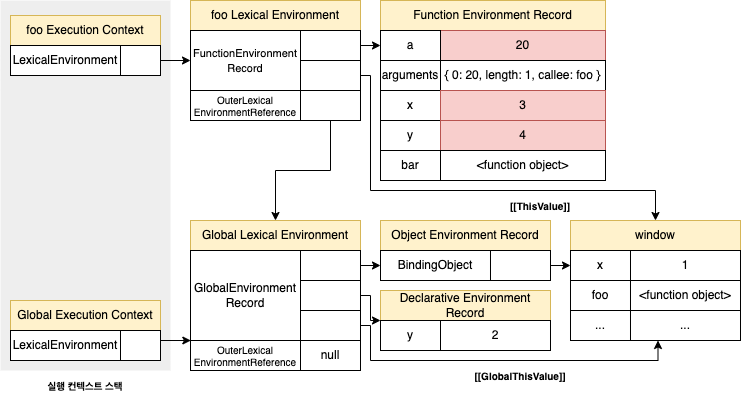 foo Execution Context
LexicalEnvironment
foo Lexical Environment
FunctionEnvironment
Record
OuterLexical
EnvironmentReference
Function Environment Record
a
20
arguments
{ 0: 20, length: 1, callee: foo }
x
3
y
4
bar
<function object>
[[ThisValue]]
Global Lexical Environment
GlobalEnvironment
Record
OuterLexical
EnvironmentReference
null
Object Environment Record
BindingObject
Declarative Environment
Record
y
2
window
x
1
foo
<function object>
...
...
Global Execution Context
LexicalEnvironment
[[GlobalThisValue]]
실행 컨텍스트 스택